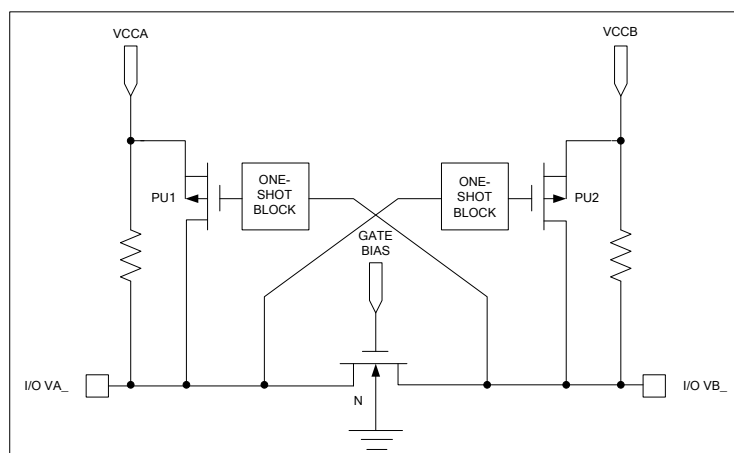 VCCA
VCCB
PU1
ONE-
SHOT
BLOCK
ONE-
SHOT
BLOCK
PU2
GATE
BIAS
I/O VA_
N
I/O VB_